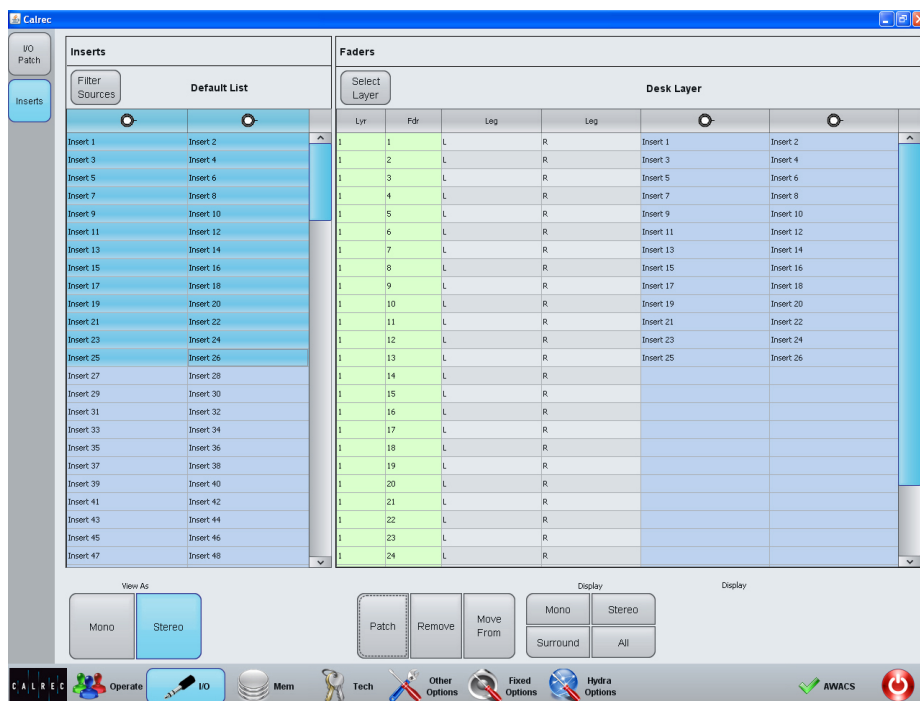 Calrec
I/O
Patch
Inserts
Inserts
Filter
Sources
Default List
Insert 1 Insert 2
Insert 3 Insert 4
Insert 5 Insert 6
Insert 7 Insert 8
Insert 9 Insert 10
Insert 11 Insert 12
Insert 13 Insert 14
Insert 15 Insert 16
Insert 17 Insert 18
Insert 19 Insert 20
Insert 21 Insert 22
Insert 23 Insert 24
Insert 25 Insert 26
Insert 27 Insert 28
Insert 29 Insert 30
Insert 31 Insert 32
Insert 33 Insert 34
Insert 35 Insert 36
Insert 37 Insert 38
Insert 39 Insert 40
Insert 41 Insert 42
Insert 43 Insert 44
Insert 45 Insert 46
Insert 47 Insert 48
Faders
Select
Layer
Desk Layer
Lyr Fdr Leg Leg
1 1 L R Insert 1 Insert 2
1 2 L R Insert 3 Insert 4
1 3 L R Insert 5 Insert 6
1 4 L R Insert 7 Insert 8
1 5 L R Insert 9 Insert 10
1 6 L R Insert 11 Insert 12
1 7 L R Insert 13 Insert 14
1 8 L R Insert 15 Insert 16
1 9 L R Insert 17 Insert 18
1 10 L R Insert 19 Insert 20
1 11 L R Insert 21 Insert 22
1 12 L R Insert 23 Insert 24
1 13 L R Insert 25 Insert 26
1 14 L R
1 15 L R
1 16 L R
1 17 L R
1 18 L R
1 19 L R
1 20 L R
1 21 L R
1 22 L R
1 23 L R
1 24 L R
View As
Mono Stereo
Patch Remove Move
From
Display
Mono Stereo
Surround All
Display
CALREC Operate I/O Mem Tech Other
Options Fixed
Options Hydra
Options AWACS